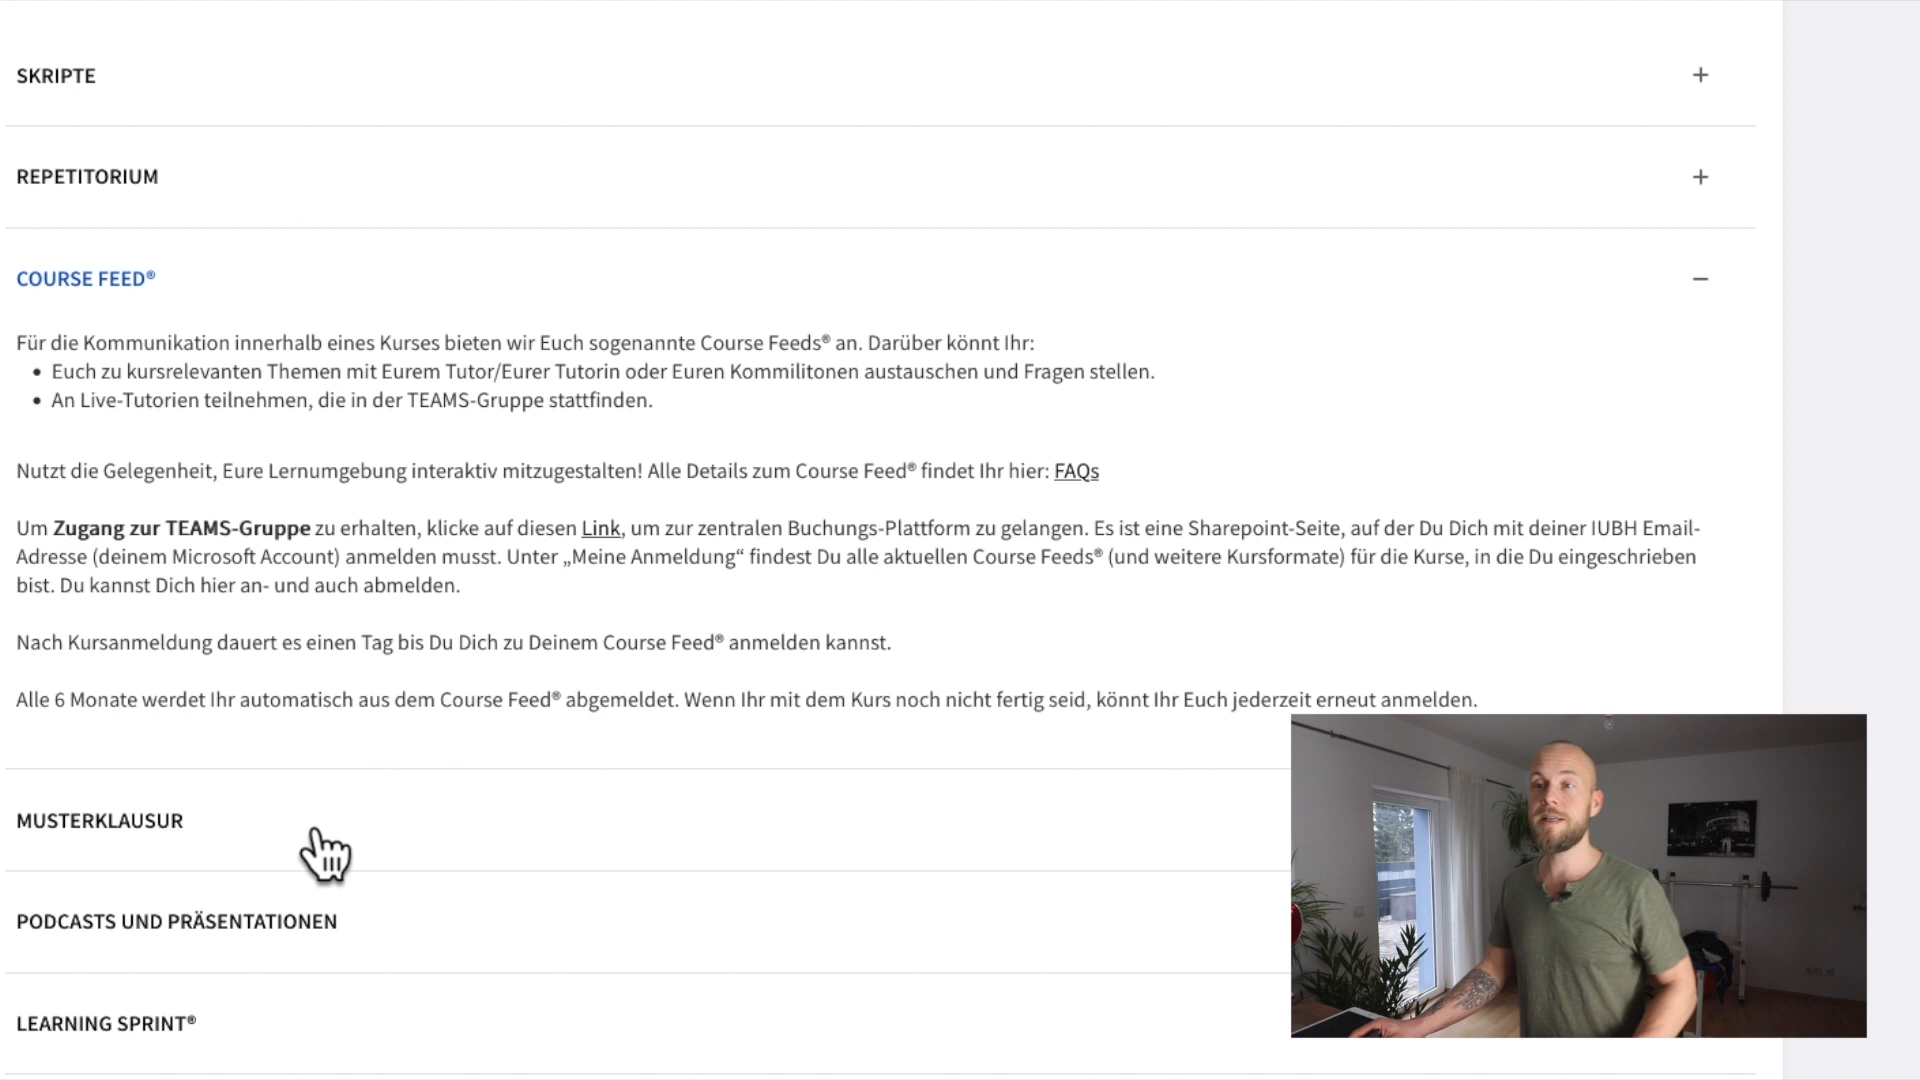 SKRIPTE
REPETITORIUM
COURSE FEED®
Für die Kommunikation innerhalb eines Kurses bieten wir Euch sogenannte Course Feeds® an. Darüber könnt Ihr:
• Euch zu kursrelevanten Themen mit Eurem Tutor/Eurer Tutorin oder Euren Kommilitonen austauschen und Fragen stellen.
• An Live-Tutorien teilnehmen, die in der TEAMS-Gruppe stattfinden.
Nutzt die Gelegenheit, Eure Lernumgebung interaktiv mitzugestalten! Alle Details zum Course Feed® findet Ihr hier: FAQs
Um Zugang zur TEAMS-Gruppe zu erhalten, klicke auf diesen Link, um zur zentralen Buchungs-Plattform zu gelangen. Es ist eine Sharepoint-Seite, auf der Du Dich mit deiner IUBH Email-
Adresse (deinem Microsoft Account) anmelden musst. Unter „Meine Anmeldung“ findest Du alle aktuellen Course Feeds® (und weitere Kursformate) für die Kurse, in die Du eingeschrieben
bist. Du kannst Dich hier an- und auch abmelden.
Nach Kursanmeldung dauert es einen Tag bis Du Dich zu Deinem Course Feed® anmelden kannst.
Alle 6 Monate werdet Ihr automatisch aus dem Course Feed® abgemeldet. Wenn Ihr mit dem Kurs noch nicht fertig seid, könnt Ihr Euch jederzeit erneut anmelden.
MUSTERKLAUSUR
PODCASTS UND PRÄSENTATIONEN
LEARNING SPRINT®